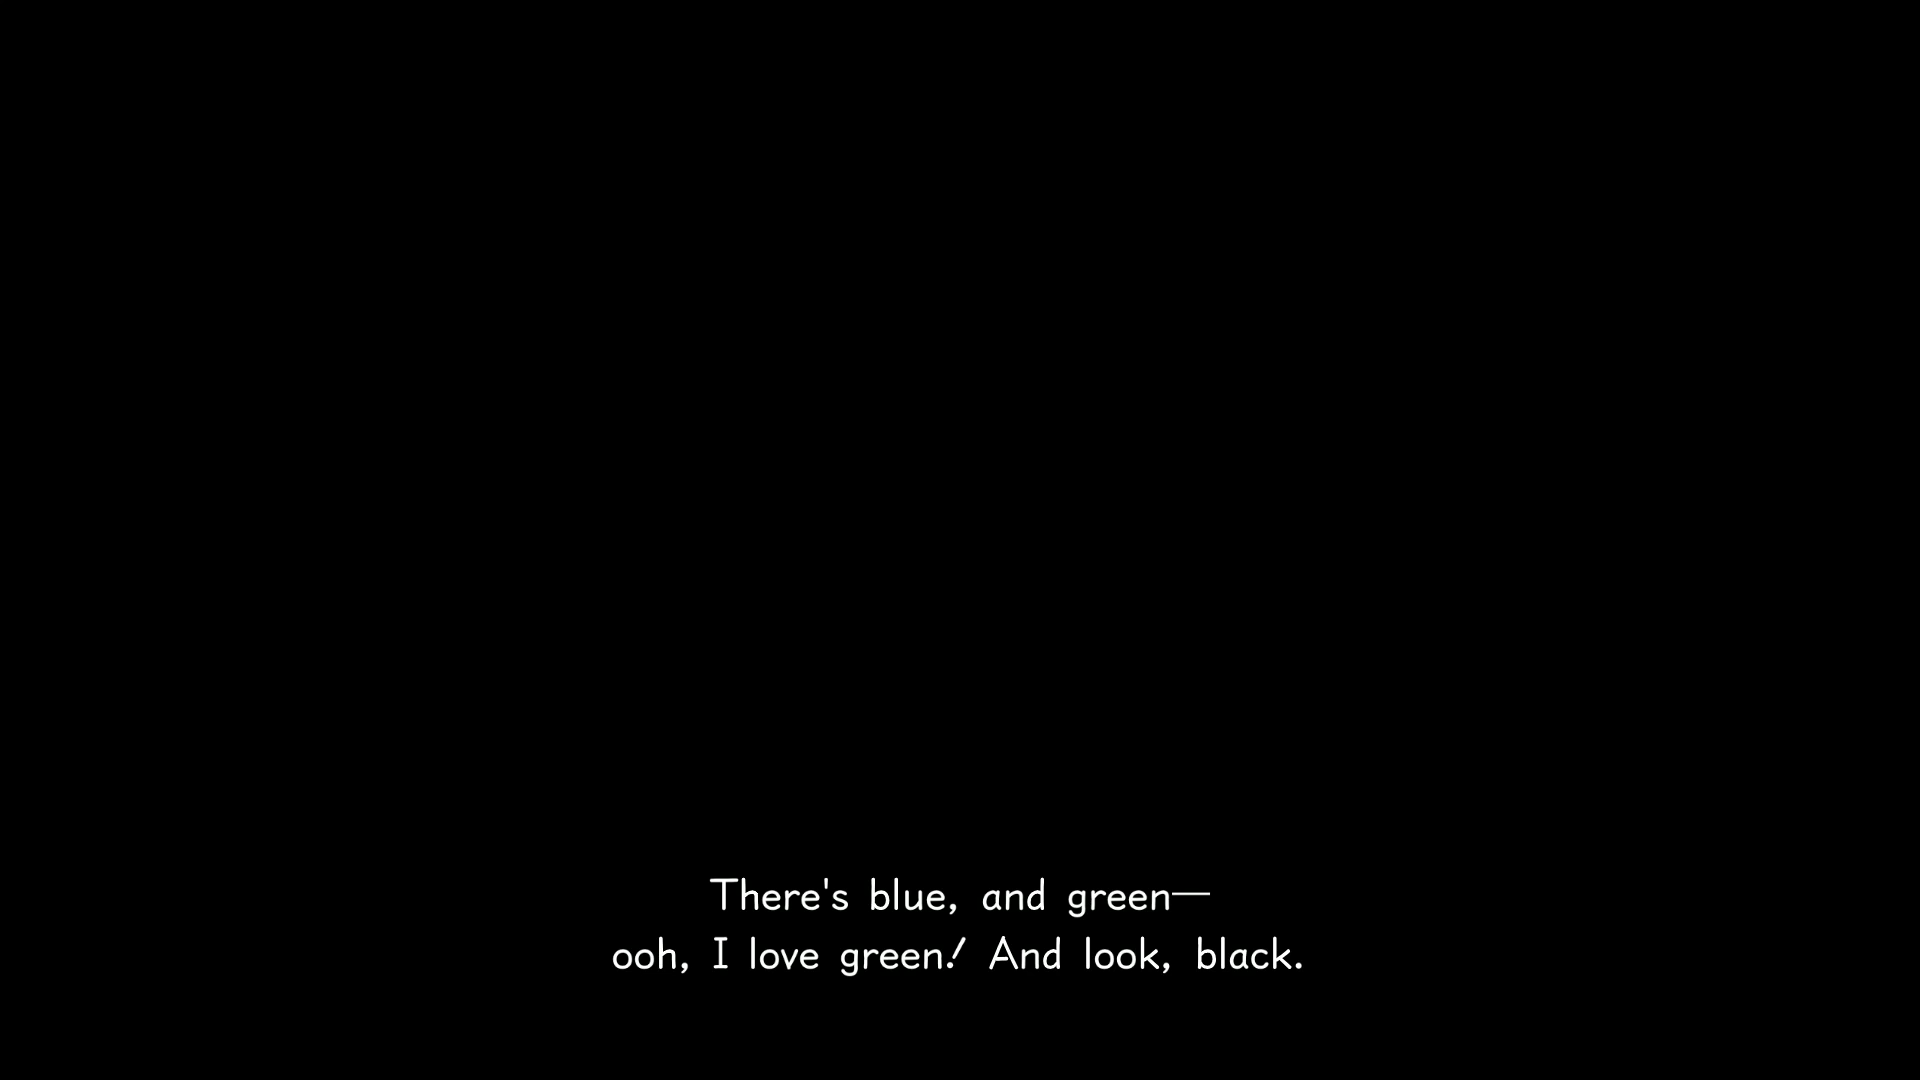 There's blue, and green—
ooh, I love green! And look, black.